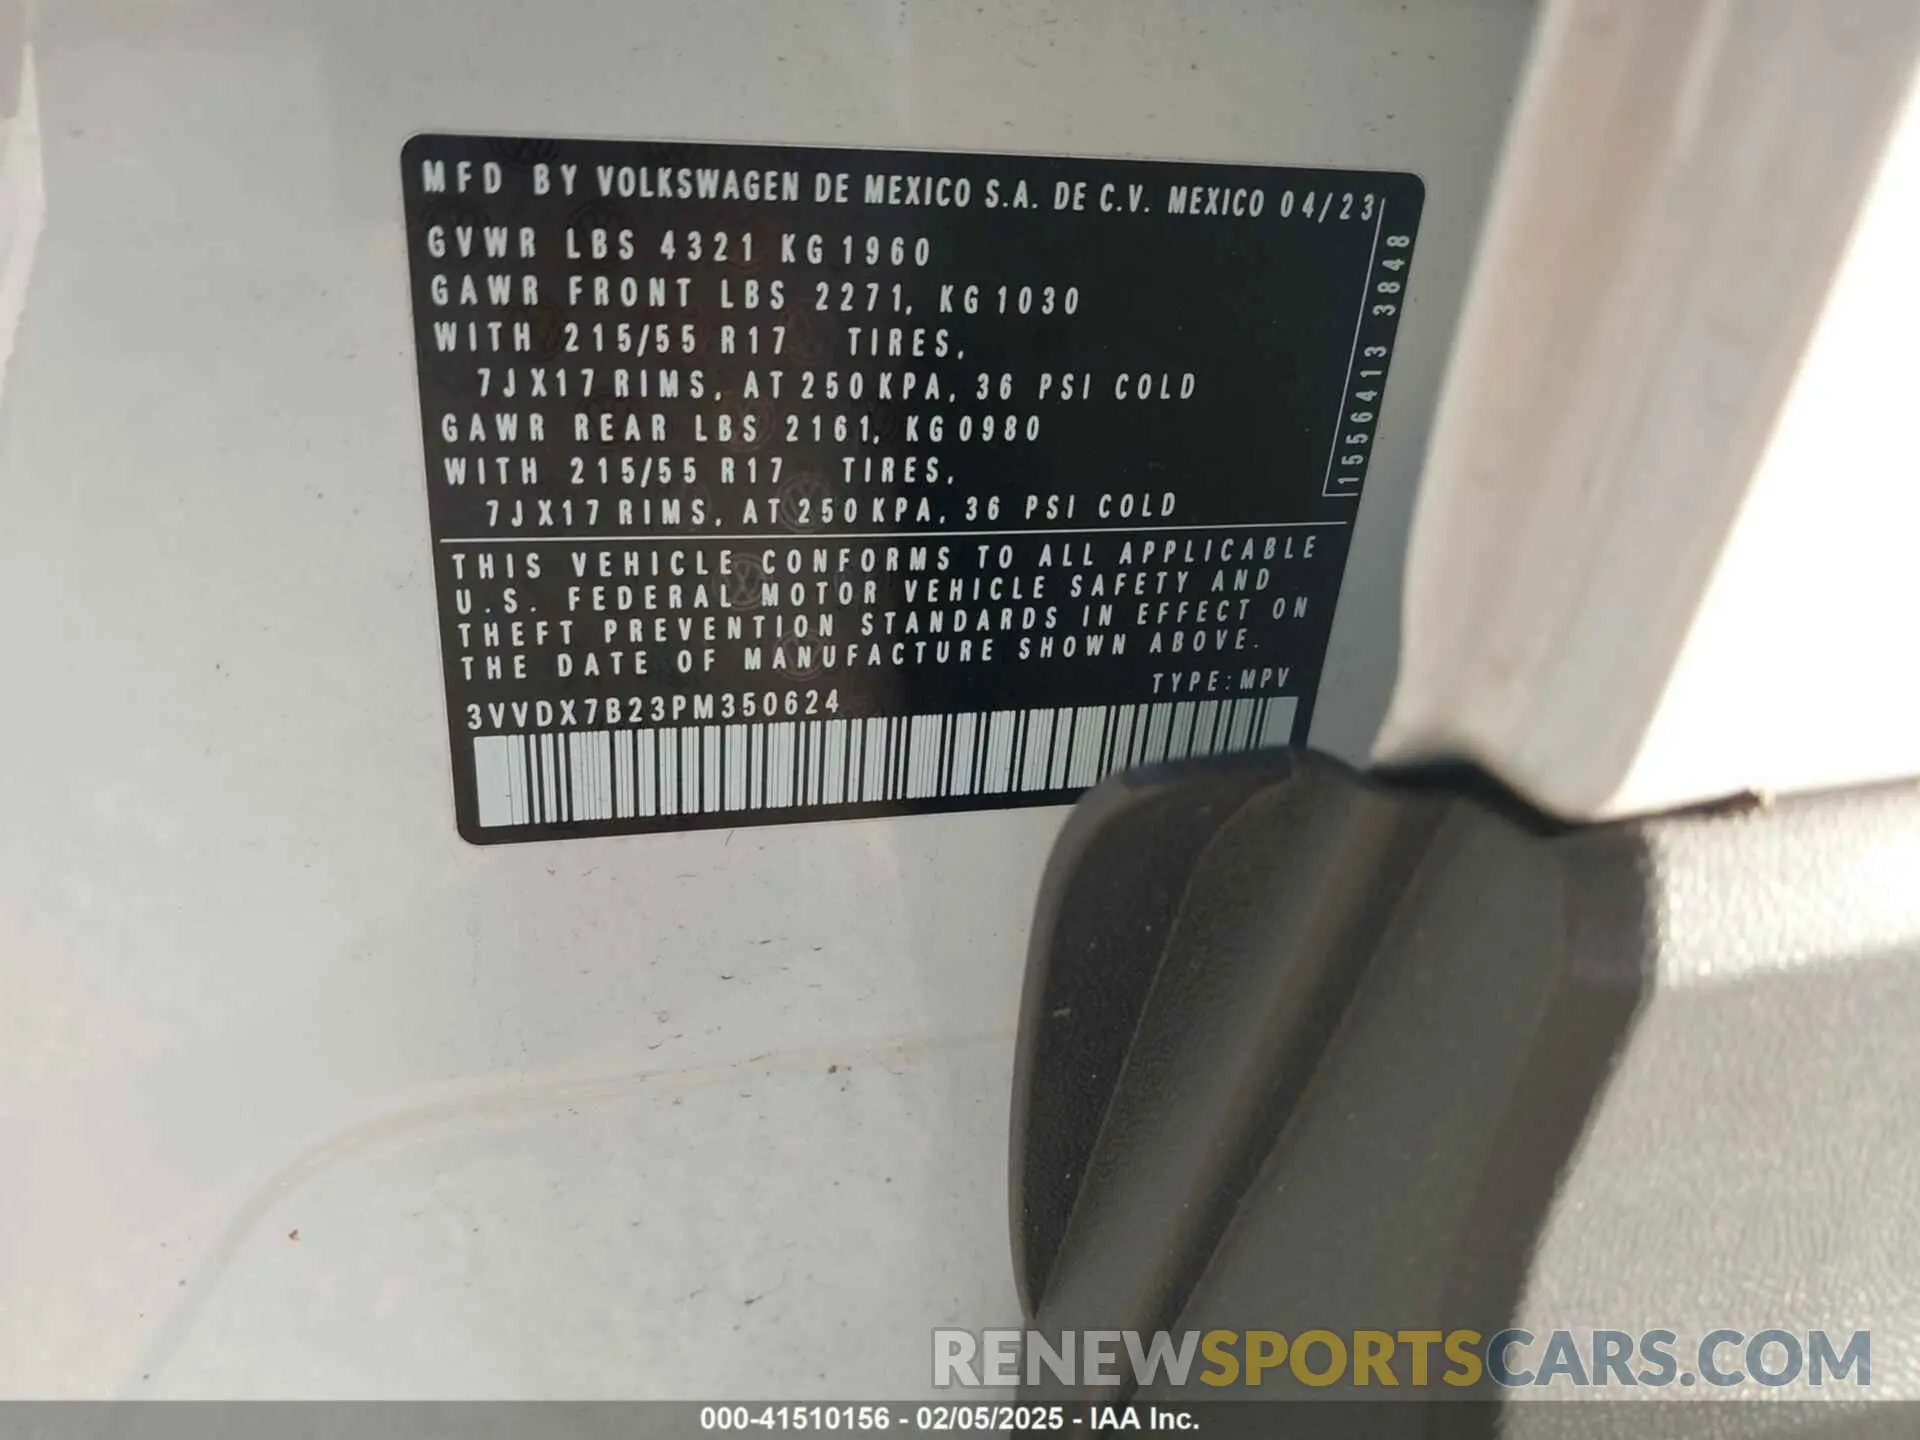 MFD BY VOLKSWAGEN DE MEXICO S.A. DE C.V. MEXICO 04/23
GVWR LBS 4321 KG 1960
GAWR FRONT LBS 2271, KG 1030
WITH 215/55 R17 TIRES,
7JX17 RIMS, AT 250 KPA, 36 PSI COLD
GAWR REAR LBS 2161, KG 0980
WITH 215/55 R17 TIRES,
7JX17 RIMS, AT 250 KPA, 36 PSI COLD
1556413 3848
THIS VEHICLE CONFORMS TO ALL APPLICABLE
U.S. FEDERAL MOTOR VEHICLE SAFETY AND
THEFT PREVENTION STANDARDS IN EFFECT ON
THE DATE OF MANUFACTURE SHOWN ABOVE.
TYPE: MPV
3VVDX7B23PM350624
RENEWSPORTSCARS.COM
000-41510156 - 02/05/2025 - IAA Inc.